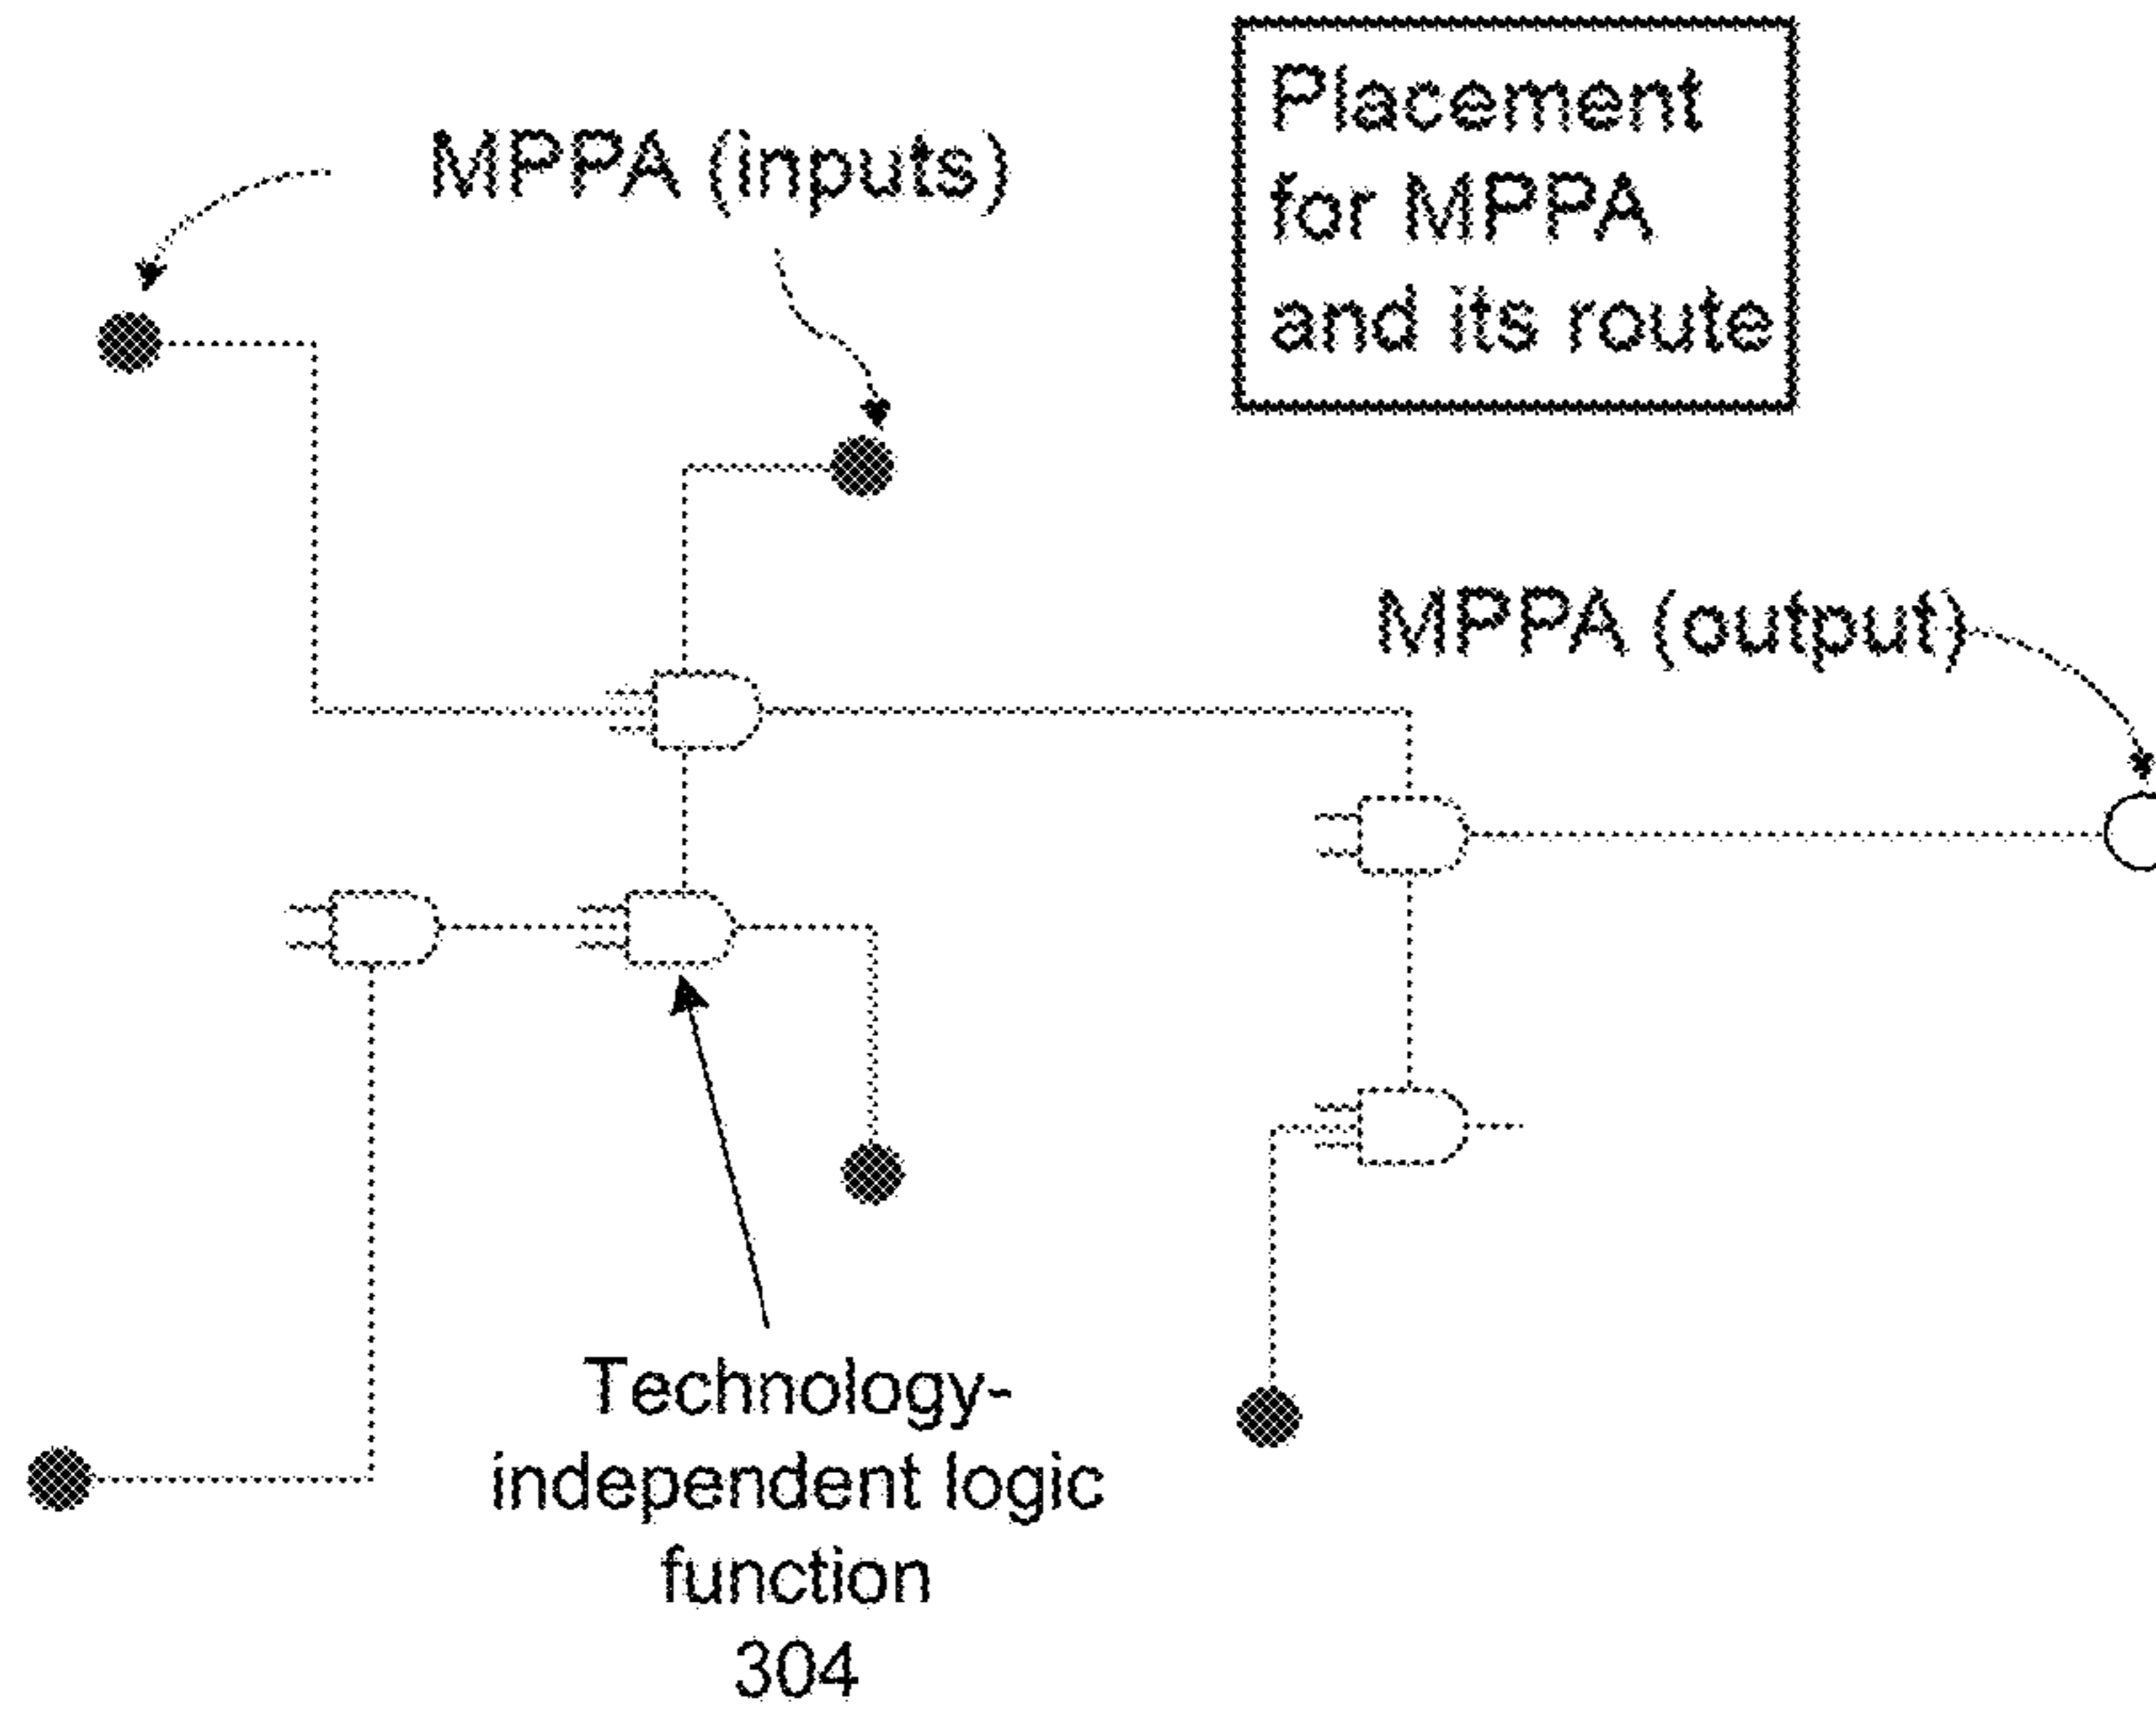 MPPA (inputs)
Placement
for MPPA
and its route
MPPA (output)
Technology-
independent logic
function
304